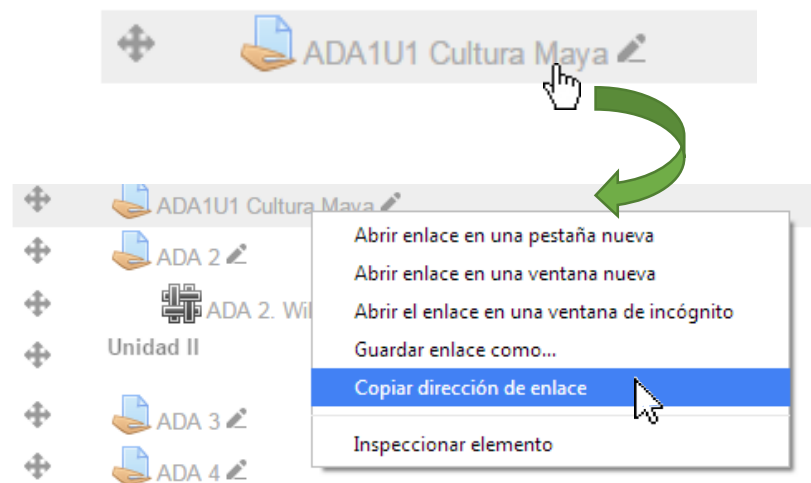 ADA1U1 Cultura Maya
ADA1U1 Cultura Maya
Abrir enlace en una pestaña nueva
ADA 2
Abrir enlace en una ventana nueva
ADA 2. Wi
Abrir el enlace en una ventana de incógnito
Unidad II
Guardar enlace como...
Copiar dirección de enlace
ADA 3
Inspeccionar elemento
ADA 4